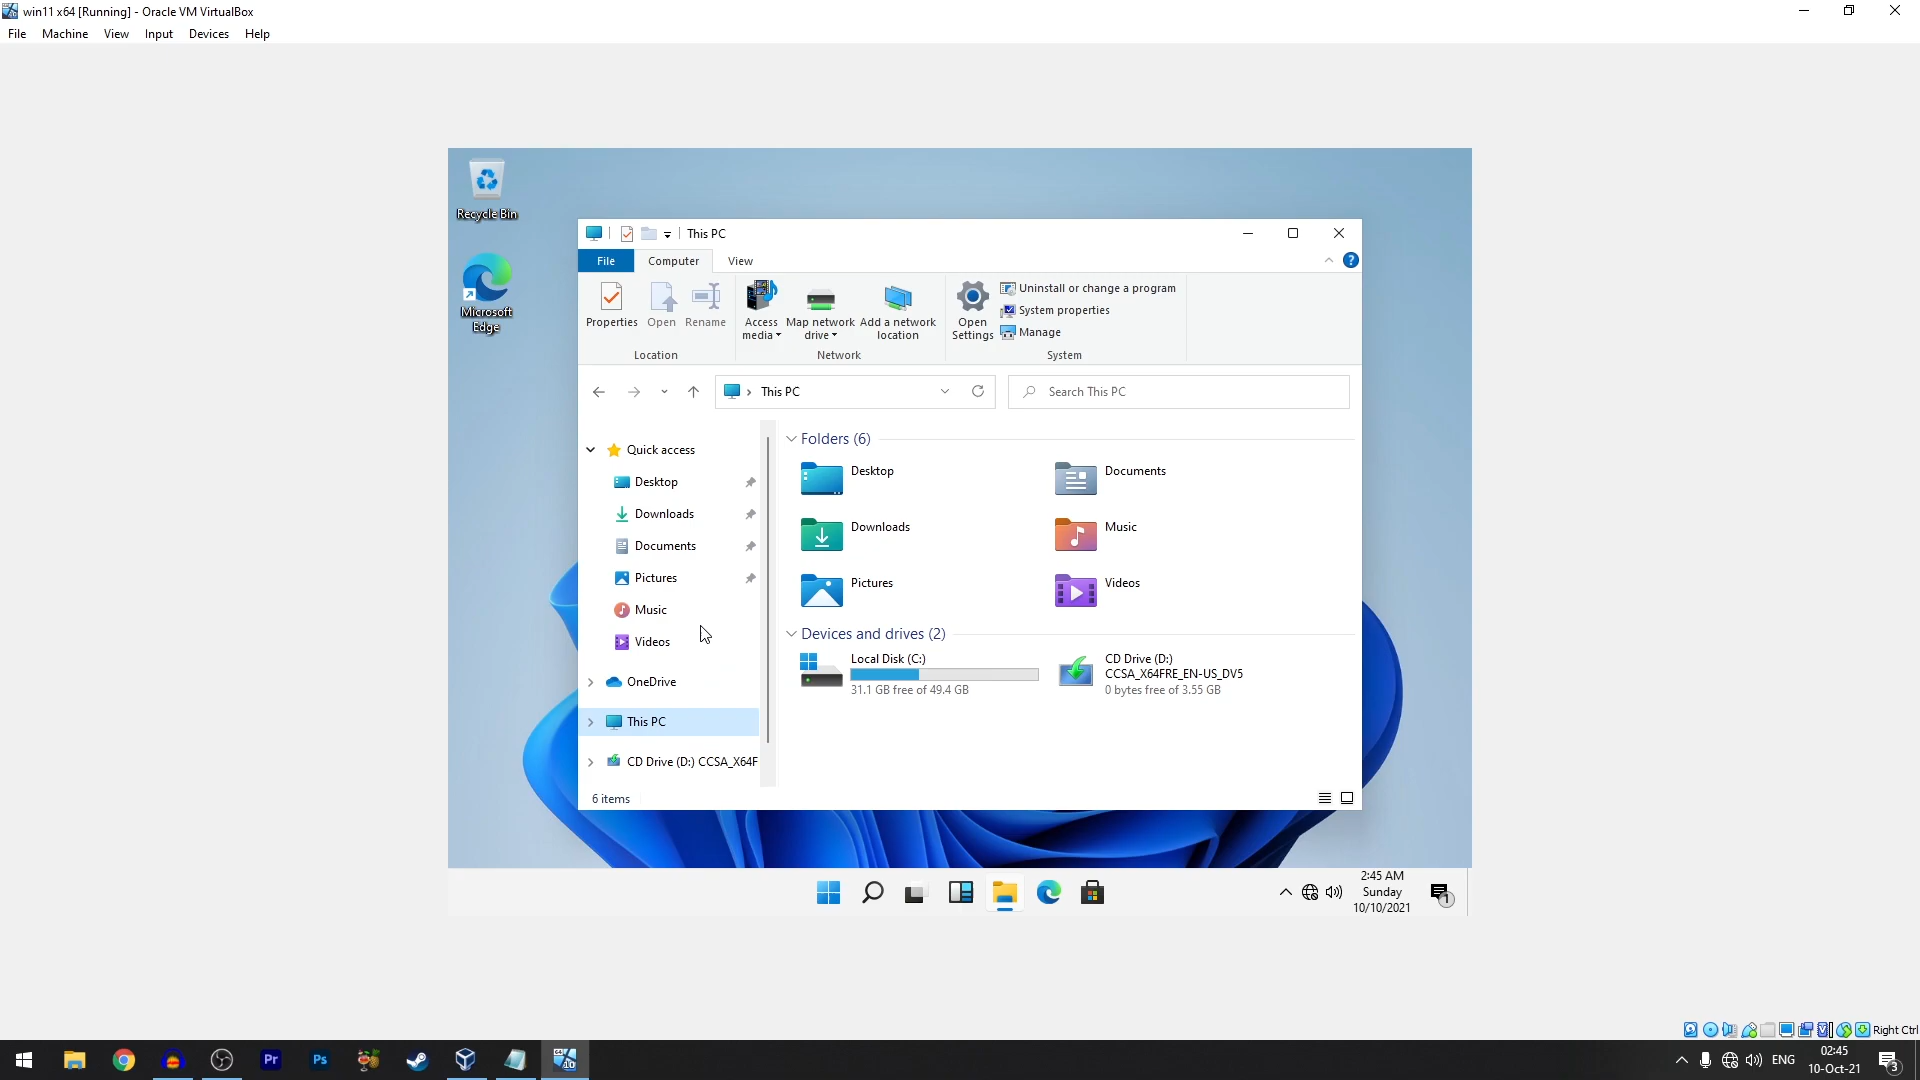 win11 x64 [Running] - Oracle VM VirtualBox
File Machine View Input Devices Help
Recycle Bin
Microsoft
Edge
This PC
File Computer View
Properties Open Rename
Access
media
Map network
drive
Add a network
location
Open
Settings
Uninstall or change a program
System properties
Manage
Location Network System
This PC
Search This PC
Quick access
Desktop
Downloads
Documents
Pictures
Music
Videos
OneDrive
This PC
CD Drive (D:) CCSA_X64F
Folders (6)
Desktop
Documents
Downloads
Music
Pictures
Videos
Devices and drives (2)
Local Disk (C:)
31.1 GB free of 49.4 GB
CD Drive (D:)
CCSA_X64FRE_EN-US_DV5
0 bytes free of 3.55 GB
6 items
2:45 AM
Sunday
10/10/2021
1
Right Ctrl
Pr
Ps
ENG
02:45
10-Oct-21
3